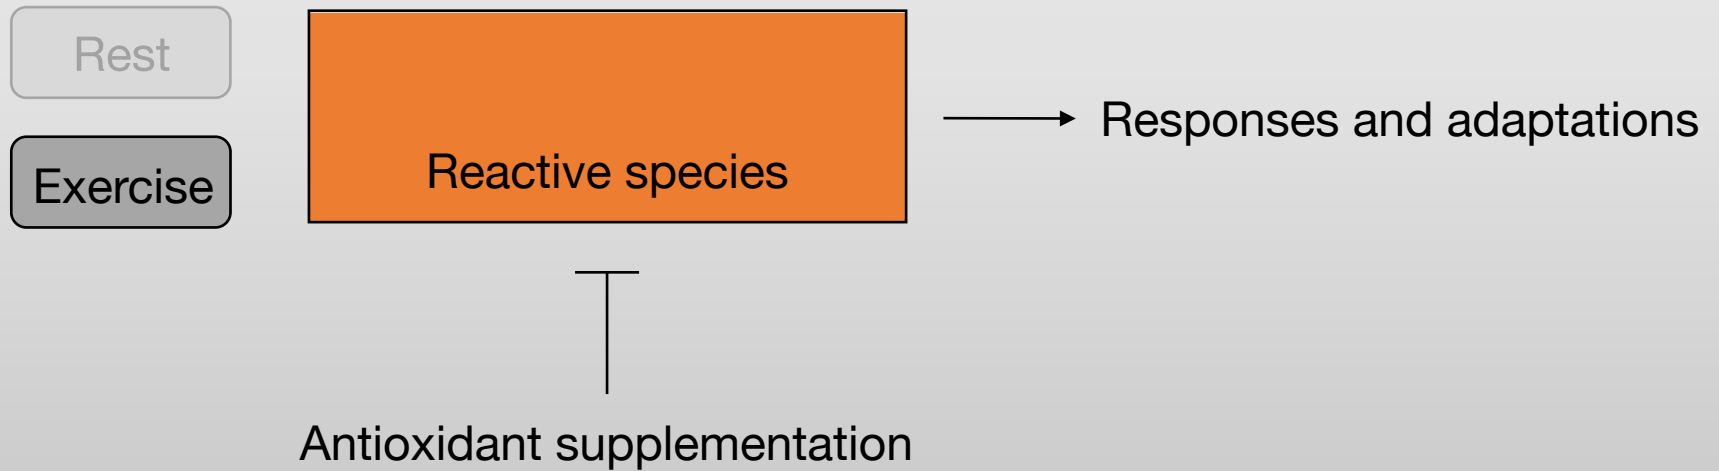 Rest
Exercise
Reactive species
Responses and adaptations
Antioxidant supplementation